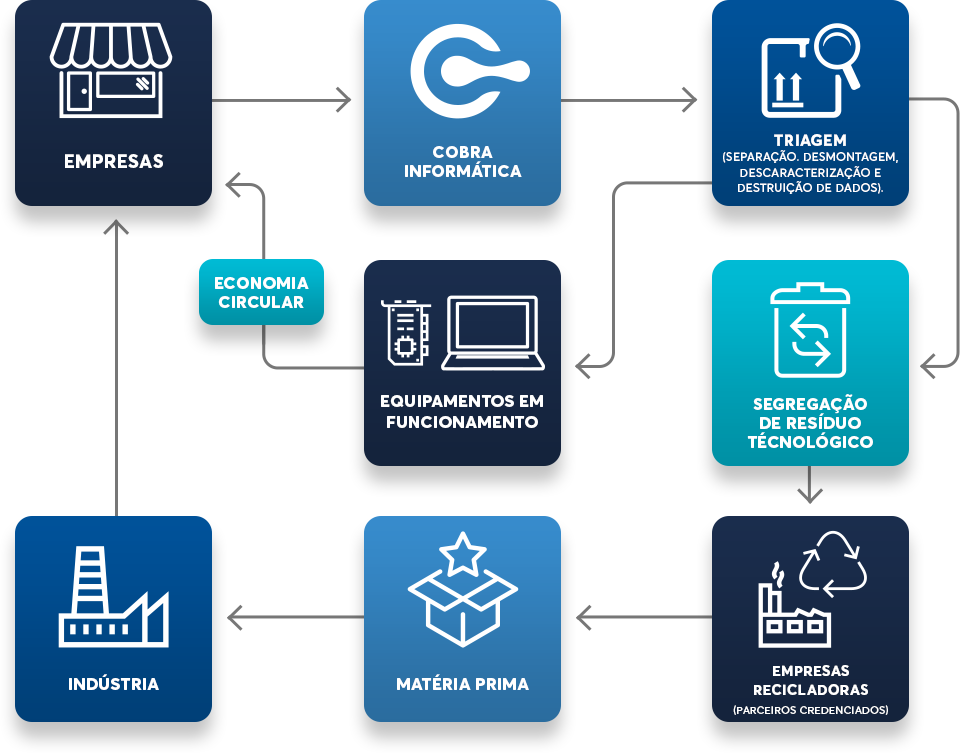 EMPRESAS
COBRA
INFORMÁTICA
TRIAGEM
(SEPARAÇÃO. DESMONTAGEM,
DESCARACTERIZAÇÃO E
DESTRUIÇÃO DE DADOS).
ECONOMIA
CIRCULAR
EQUIPAMENTOS EM
FUNCIONAMENTO
SEGREGAÇÃO
DE RESÍDUO
TÉCNOLÓGICO
INDÚSTRIA
MATÉRIA PRIMA
EMPRESAS
RECICLADORAS
(PARCEIROS CREDENCIADOS)